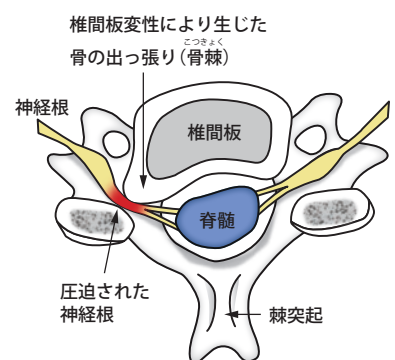 椎間板変性により生じた
こつきょく
骨の出っ張り（骨棘）
神経根
椎間板
脊髄
圧迫された
神経根
棘突起